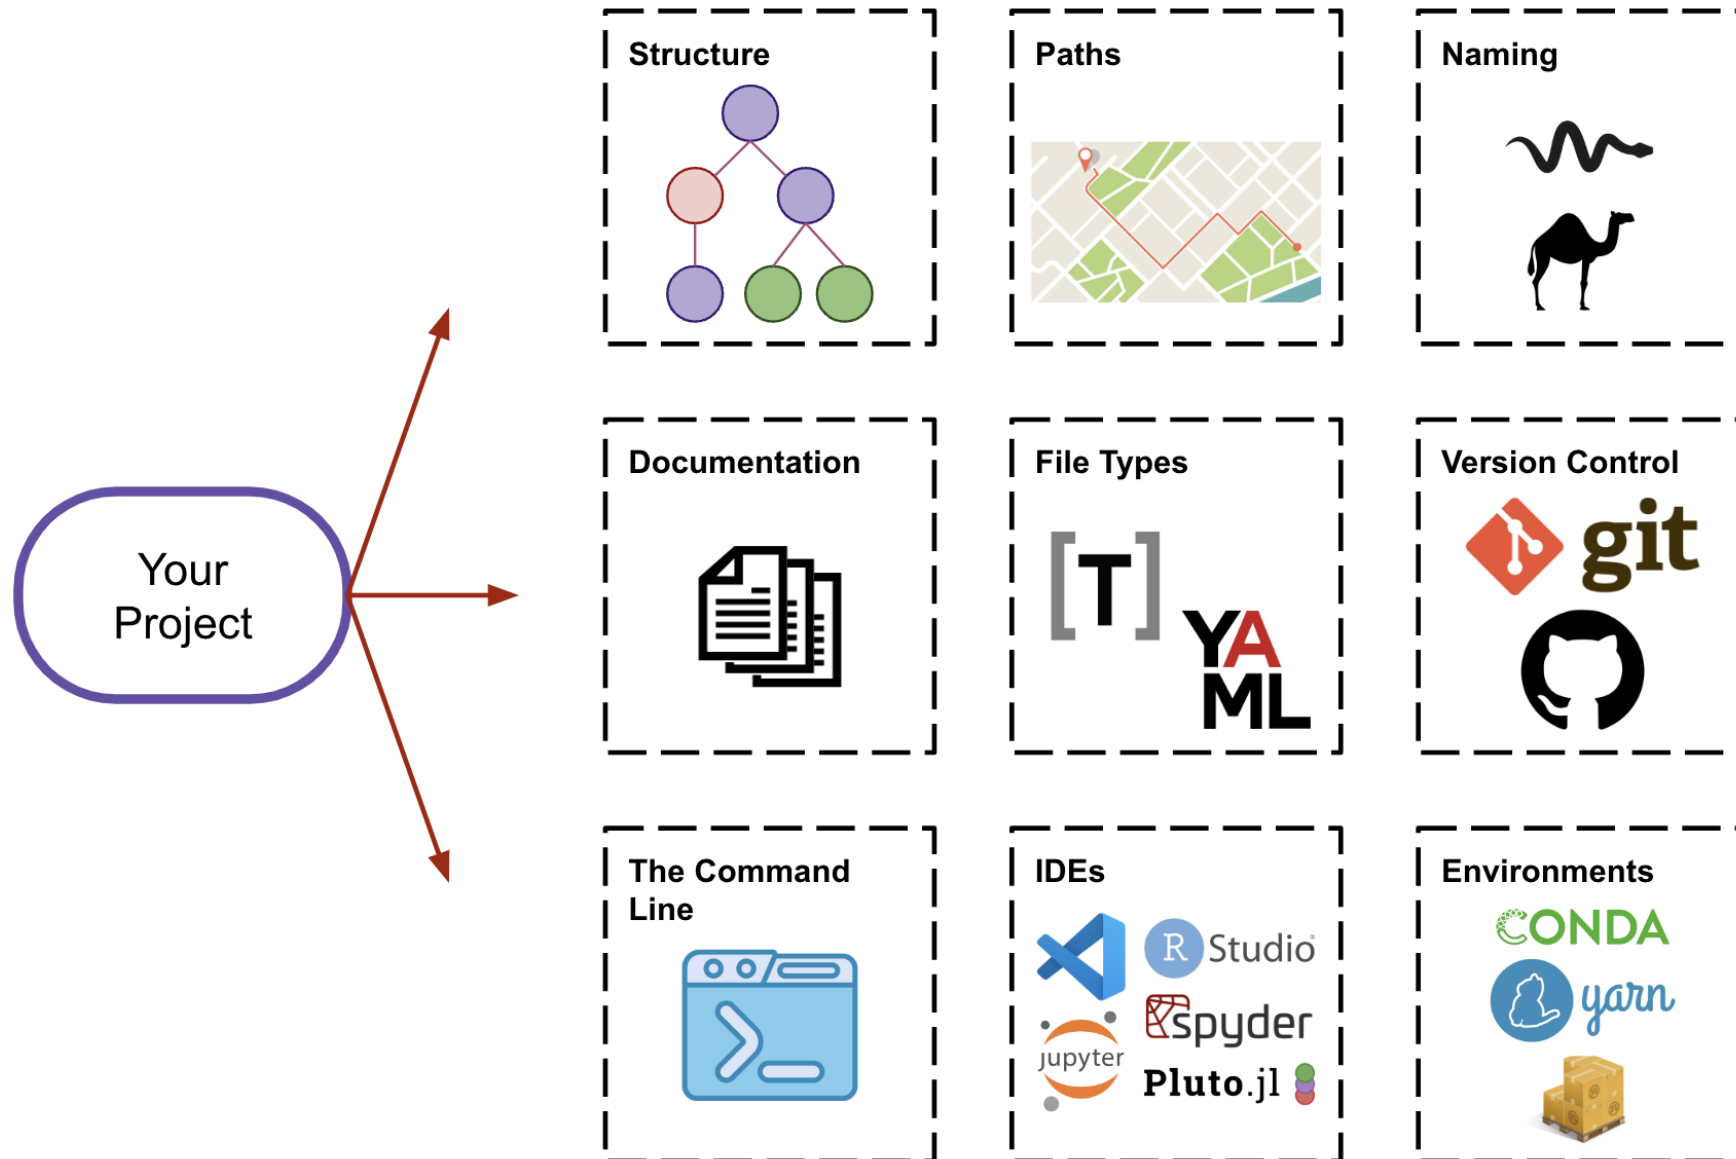 Structure
Paths
Naming
Your
Project
Documentation
File Types
Version Control
[T]
YA
ML
git
The Command
Line
IDEs
Environments
R Studio
spyder
jupyter
Pluto.jl
CONDA
yarn